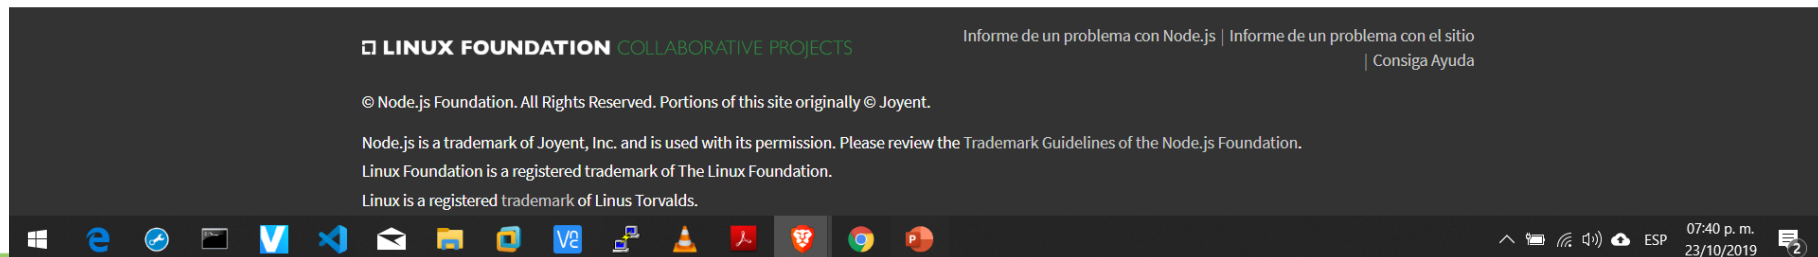 LINUX FOUNDATION COLLABORATIVE PROJECTS
Informe de un problema con Node.js | Informe de un problema con el sitio
| Consiga Ayuda
© Node.js Foundation. All Rights Reserved. Portions of this site originally © Joyent.
Node.js is a trademark of Joyent, Inc. and is used with its permission. Please review the Trademark Guidelines of the Node.js Foundation.
Linux Foundation is a registered trademark of The Linux Foundation.
Linux is a registered trademark of Linus Torvalds.
ESP
07:40 p. m.
23/10/2019
2